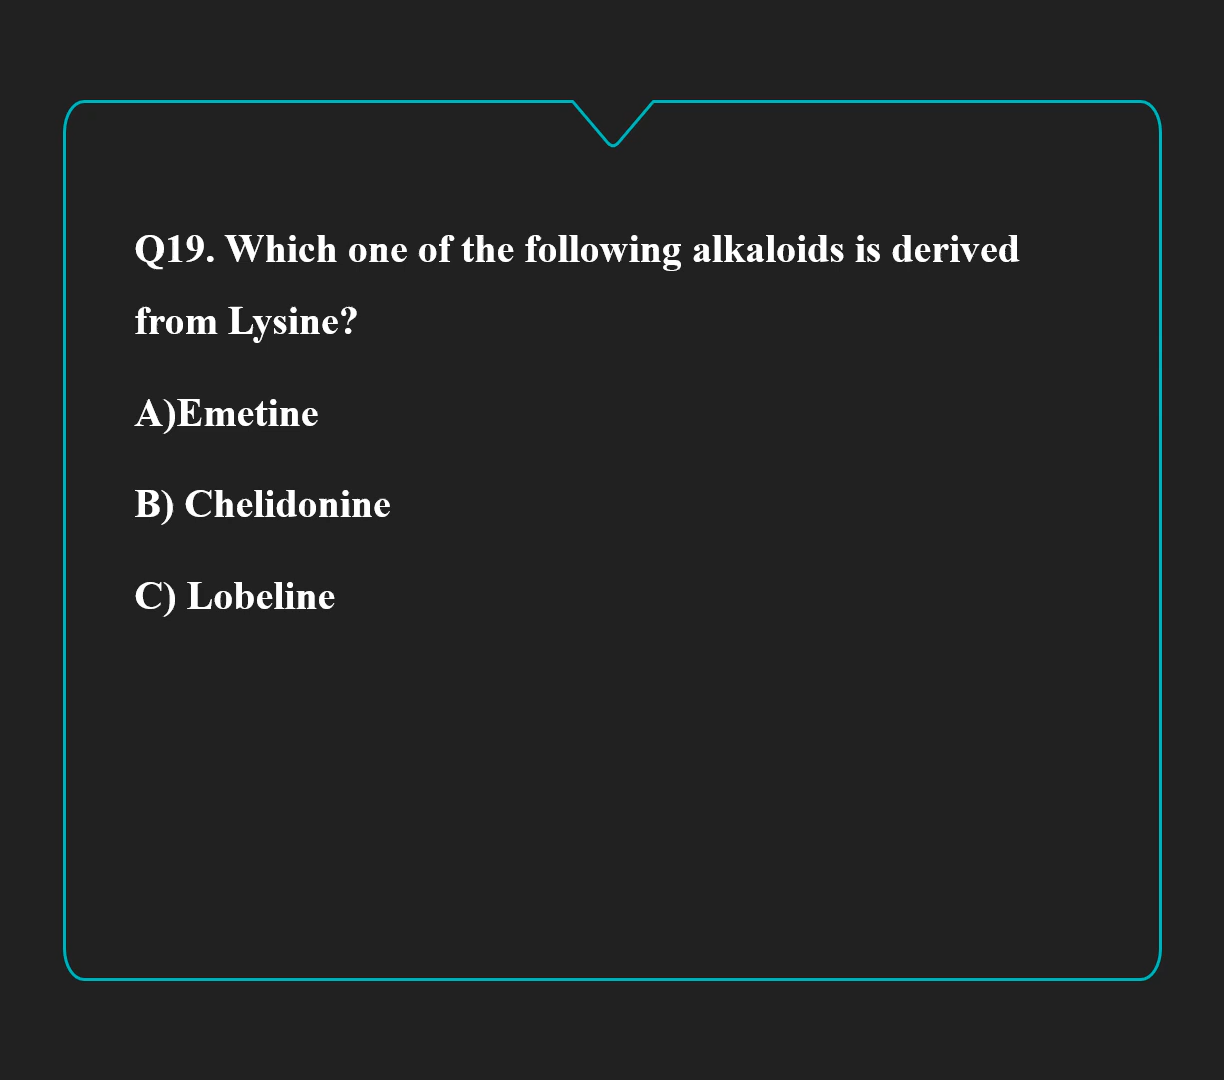 Q19. Which one of the following alkaloids is derived
from Lysine?
A)Emetine
B) Chelidonine
C) Lobeline